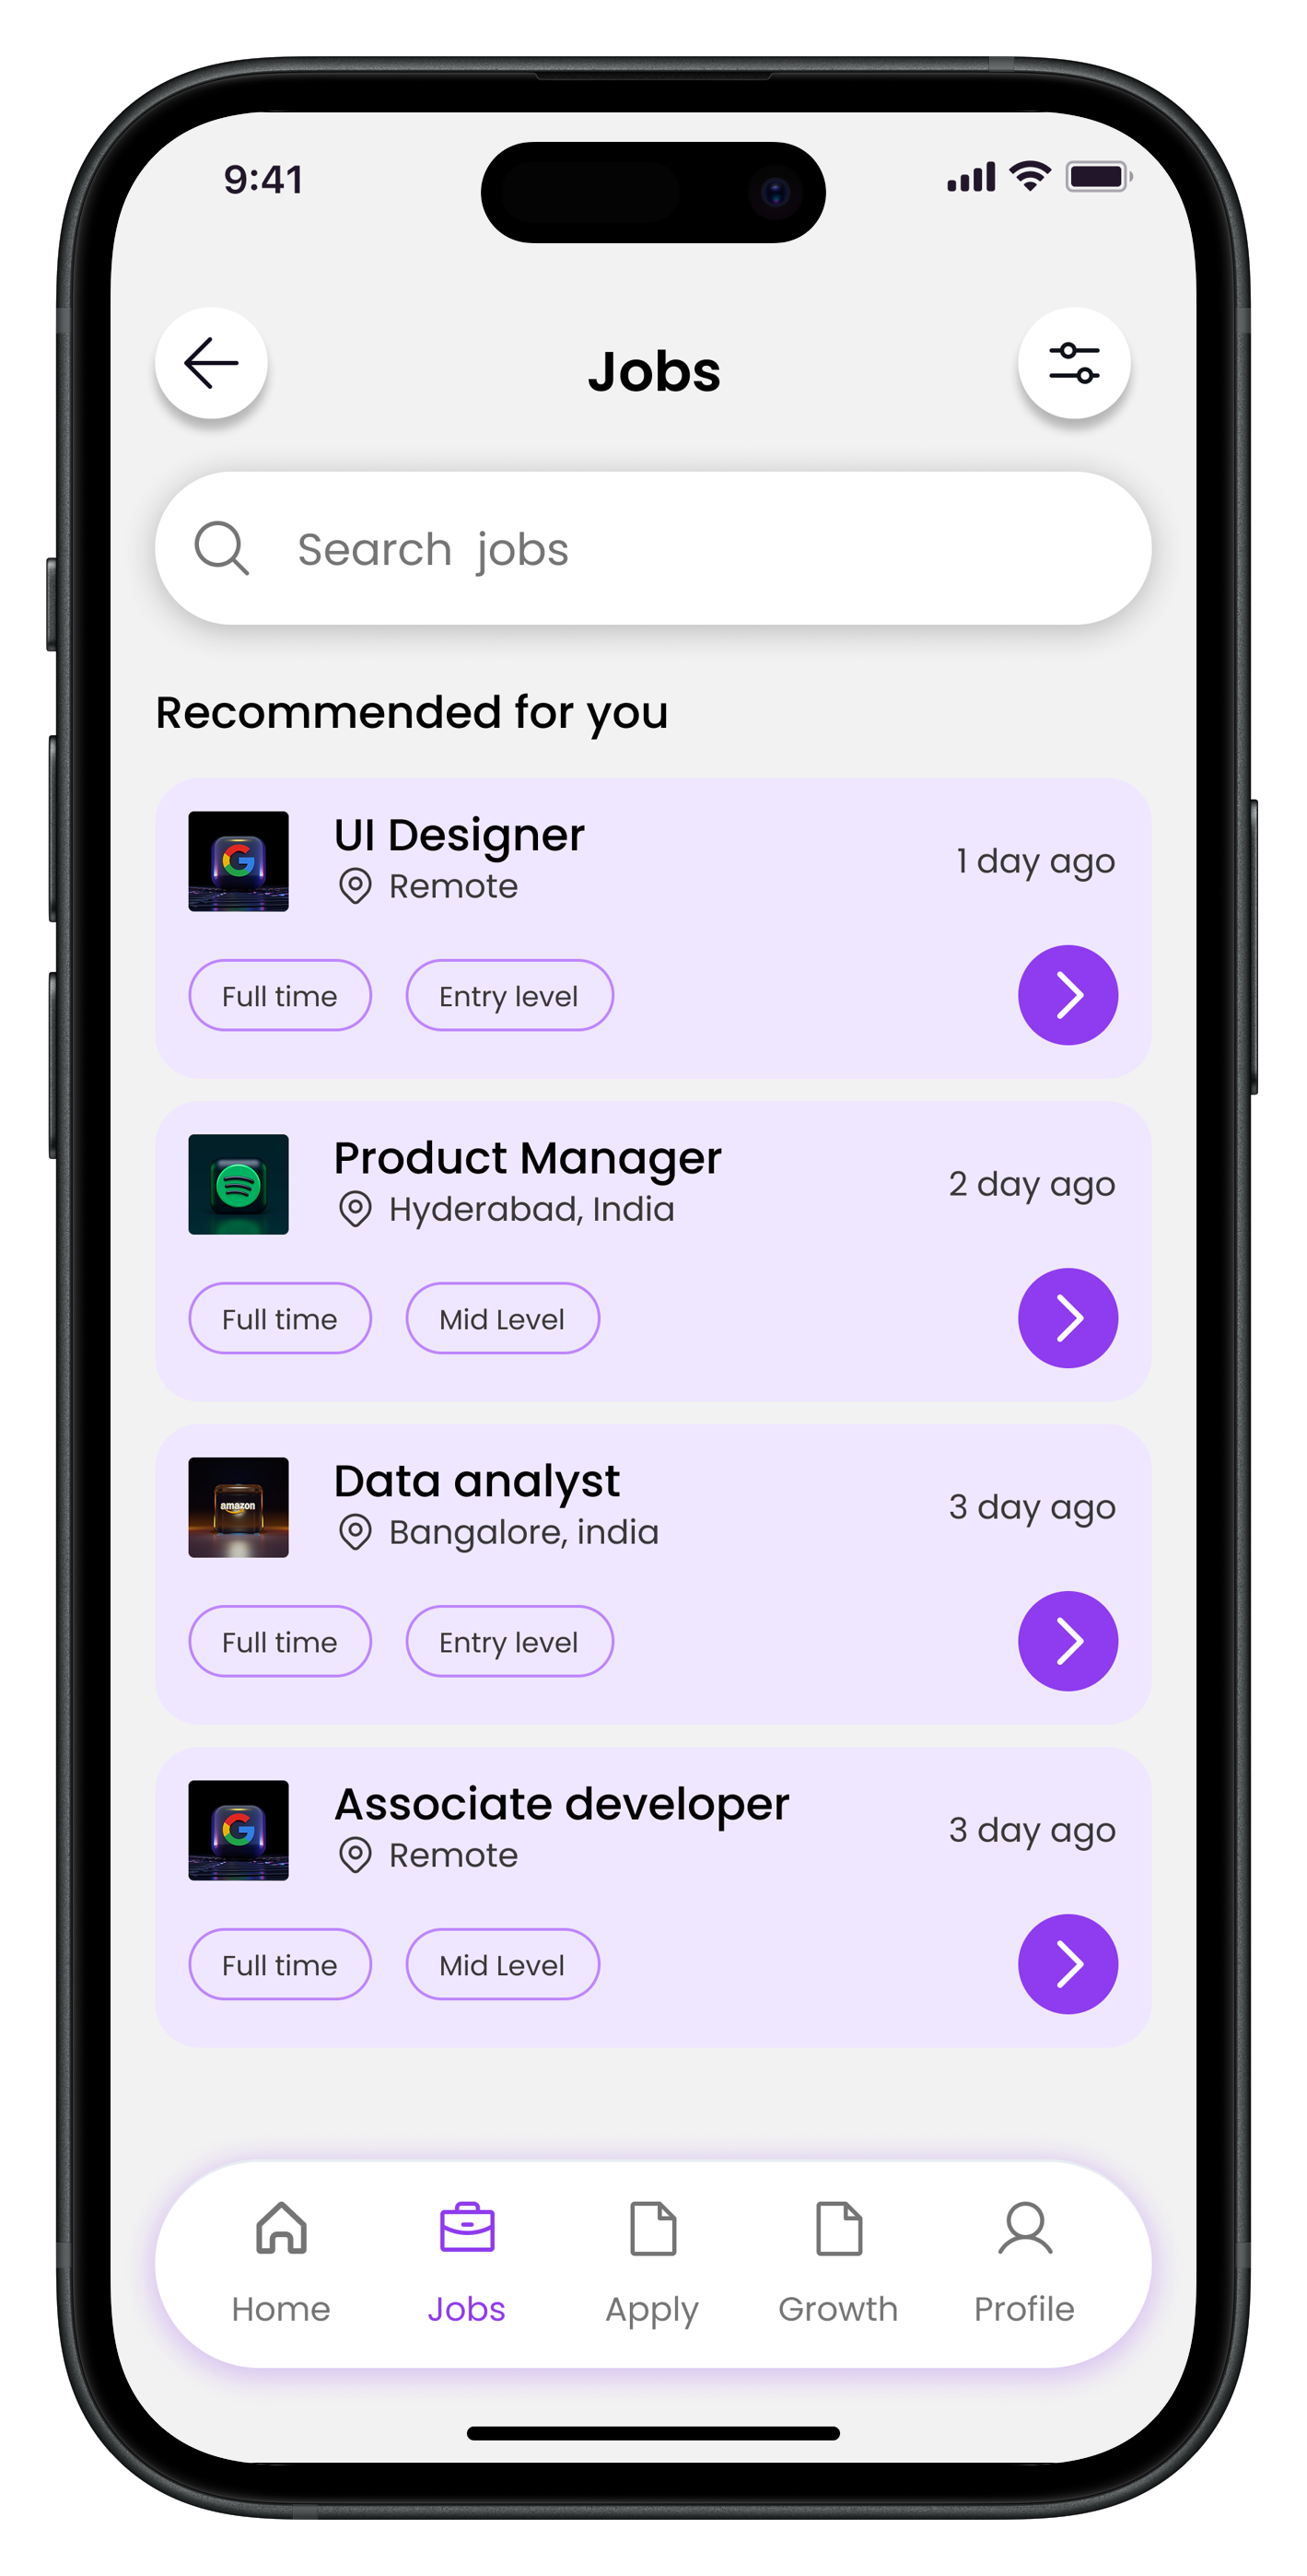 9:41
Jobs
Search jobs
Recommended for you
UI Designer
Remote
1 day ago
Full time
Entry level
Product Manager
Hyderabad, India
2 day ago
Full time
Mid Level
amazon
Data analyst
Bangalore, india
3 day ago
Full time
Entry level
Associate developer
Remote
3 day ago
Full time
Mid Level
Home
Jobs
Apply
Growth
Profile